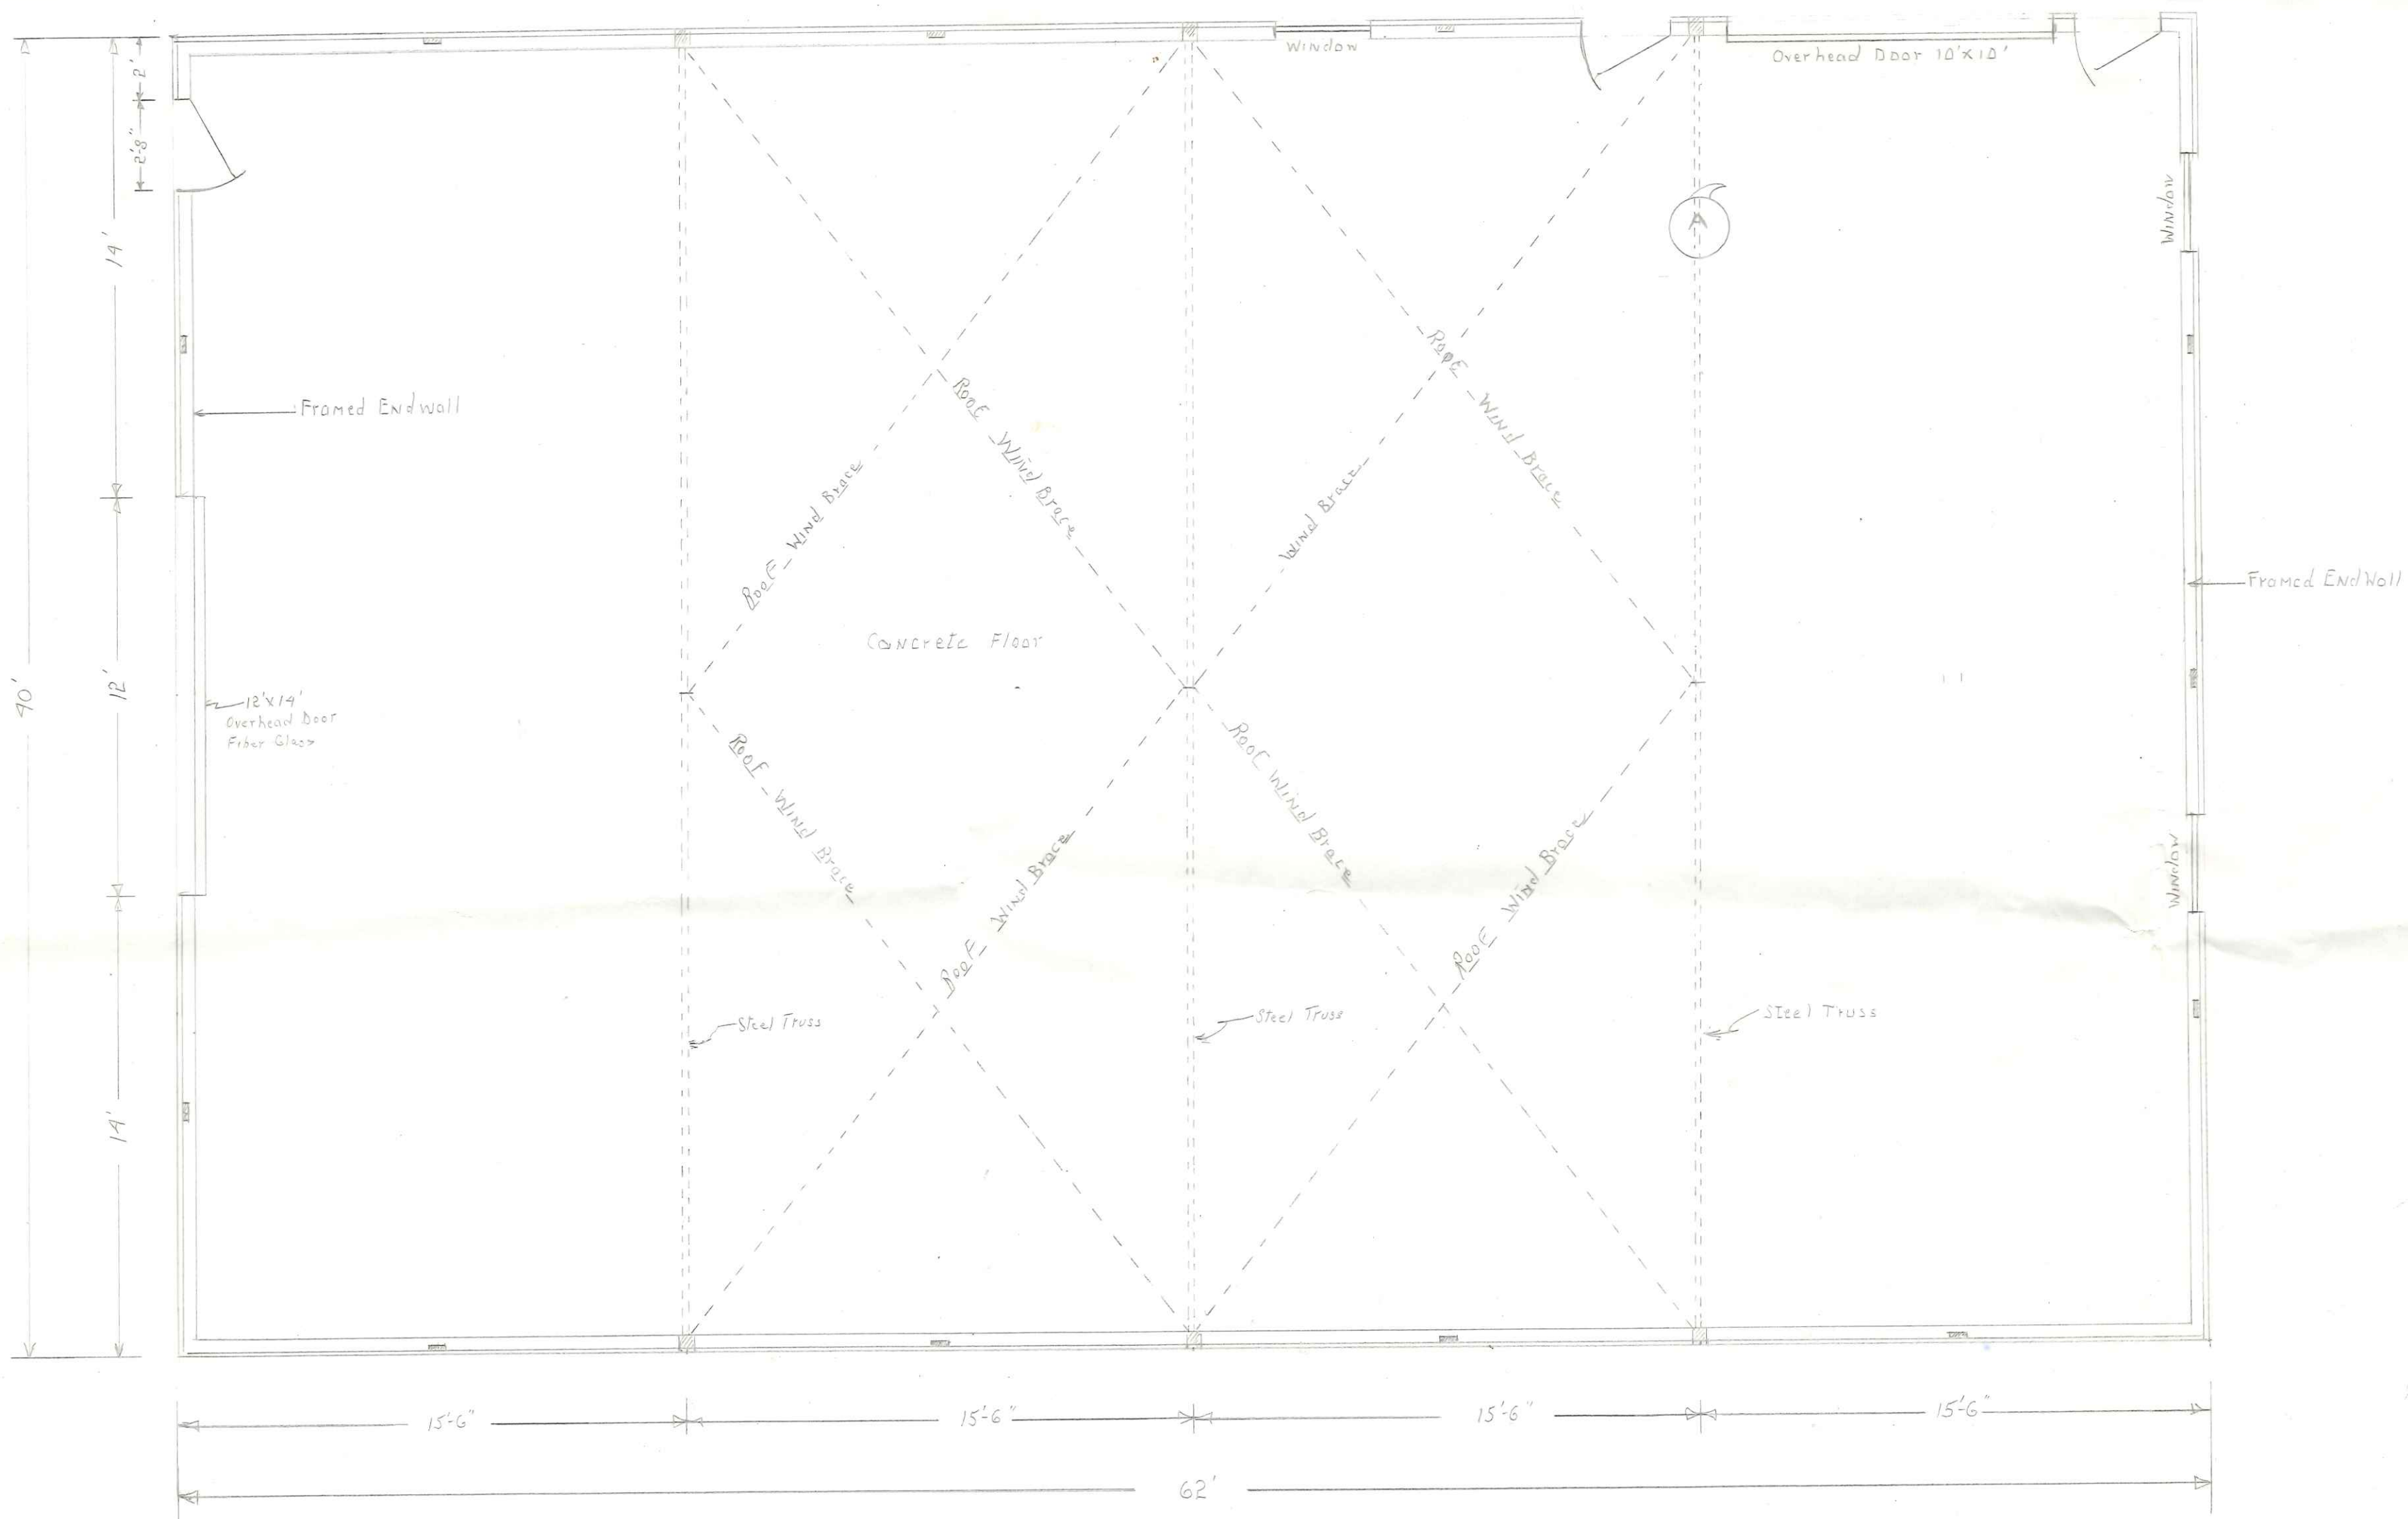 Window
Overhead Door 10'x10'
2'
2'-8"
14'
A
Window
Roof Wind Brace
Roof Wind Brace
Framed Endwall
Roof Wind Brace
Wind Brace
Framed EndWall
Concrete Floor
40'
12'
12'x14'
Overhead Door
Fiber Glass
Roof Wind Brace
Roof Wind Brace
Roof Wind Brace
Roof Wind Brace
Window
Steel Truss
Steel Truss
Steel Truss
14'
15'-6"
15'-6"
15'-6"
15'-6"
62'